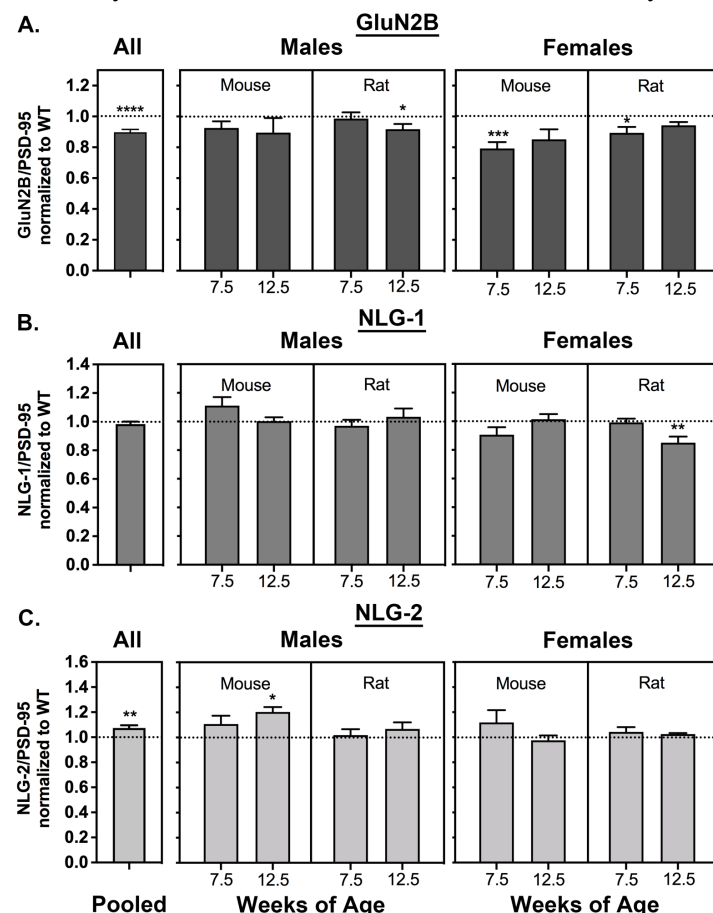 A.
GluN2B
All Males Females
GluN2B/PSD-95
normalized to WT
1.2
1.0
0.8
0.6
0.4
0.2
0.0
****
Mouse Rat
*
7.5 12.5 7.5 12.5
Mouse Rat
*** *
7.5 12.5 7.5 12.5
B.
NLG-1
All Males Females
NLG-1/PSD-95
normalized to WT
1.4
1.2
1.0
0.8
0.6
0.4
0.2
0.0
Mouse Rat
7.5 12.5 7.5 12.5
Mouse Rat
**
7.5 12.5 7.5 12.5
C.
NLG-2
All Males Females
NLG-2/PSD-95
normalized to WT
1.6
1.4
1.2
1.0
0.8
0.6
0.4
0.2
0.0
**
Mouse Rat
*
7.5 12.5 7.5 12.5
Mouse Rat
7.5 12.5 7.5 12.5
Pooled Weeks of Age Weeks of Age